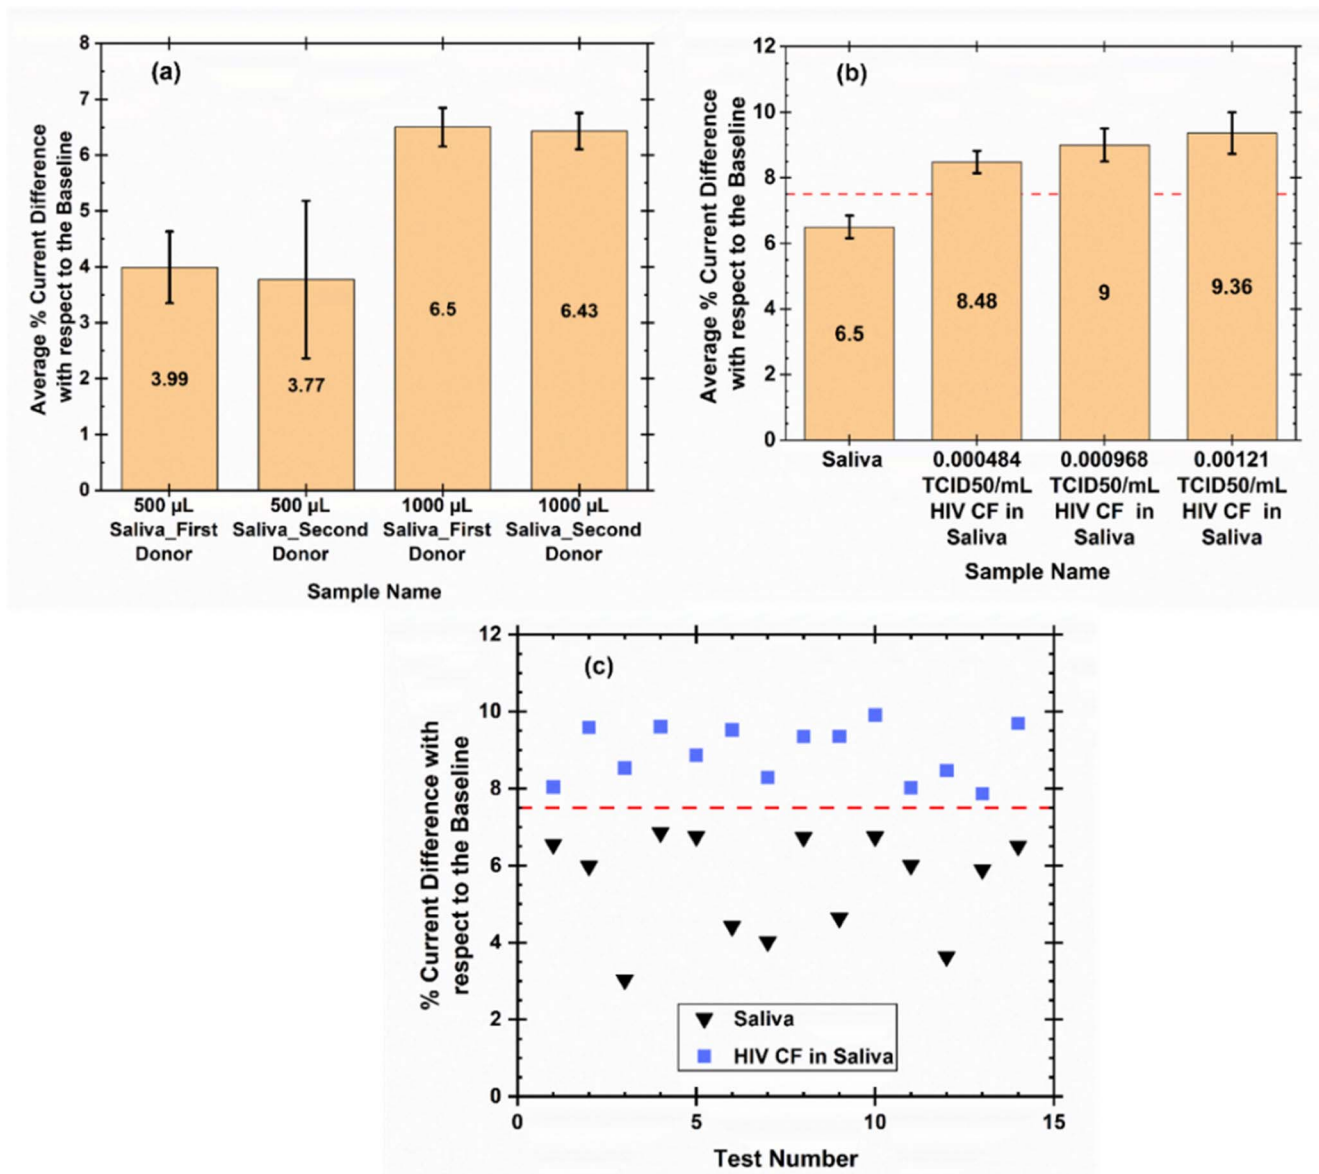 (a)
8
7
6
5
4
3
2
1
0
Average % Current Difference
with respect to the Baseline
3.99
3.77
6.5
6.43
500 µL
Saliva_First
Donor
500 µL
Saliva_Second
Donor
1000 µL
Saliva_First
Donor
1000 µL
Saliva_Second
Donor
Sample Name
(b)
12
10
8
6
4
2
0
Average % Current Difference
with respect to the Baseline
6.5
8.48
9
9.36
Saliva
0.000484
TCID50/mL
HIV CF in
Saliva
0.000968
TCID50/mL
HIV CF in
Saliva
0.00121
TCID50/mL
HIV CF in
Saliva
Sample Name
(c)
12
10
8
6
4
2
0
% Current Difference with
respect to the Baseline
Saliva
HIV CF in Saliva
0
5
10
15
Test Number